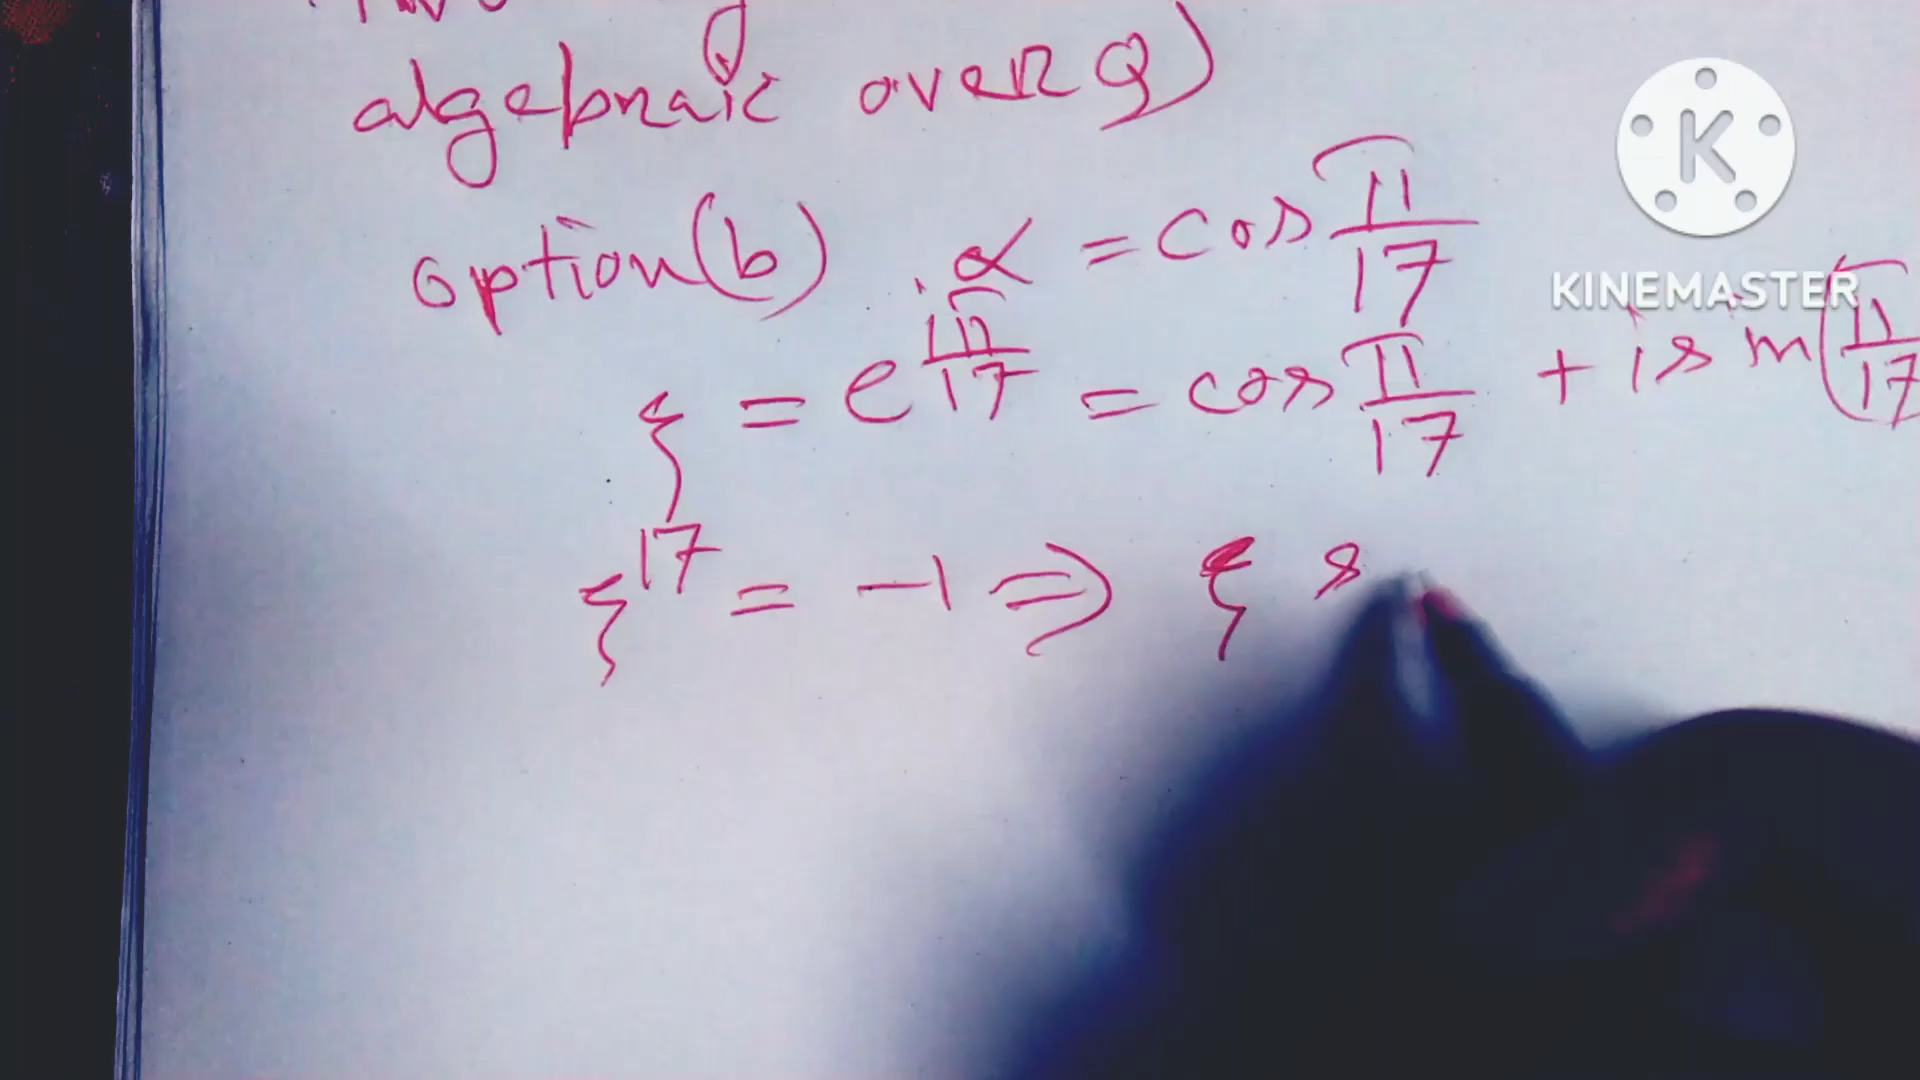 algebraic over Q)
option (b) α = cos π/17
ξ = e^{iπ/17} = cos π/17 + i sin(π/17
ξ^17 = -1 ⇒ ξ s
K
KINEMASTER